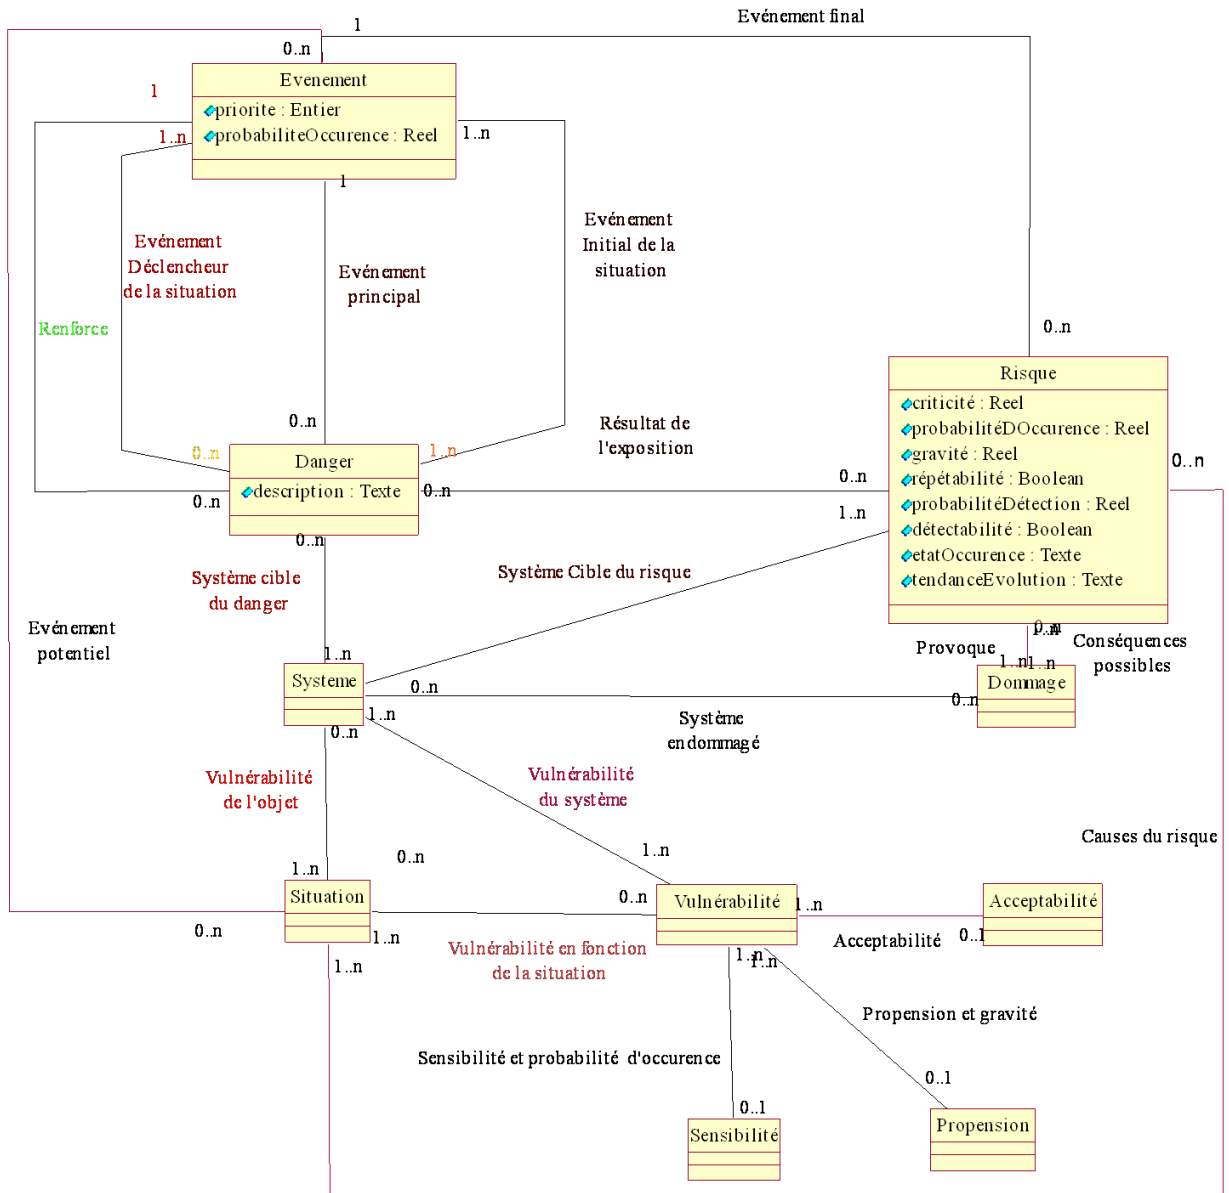 Evénement final
1
0..n
Evenement
priorite : Entier
probabiliteOccurence : Reel
1
1..n
1..n
1
Evénement
Initial de la
situation
Evénement
Déclencheur
de la situation
Evénement
principal
Renforce
0..n
0..n
0..n
1..n
Résultat de
l'exposition
Danger
description : Texte
0..n
0..n
0..n
0..n
1..n
Risque
criticité : Reel
probabilitéDOccurence : Reel
gravité : Reel
répétabilité : Boolean
probabilitéDétection : Reel
détectabilité : Boolean
etatOccurence : Texte
tendanceEvolution : Texte
0..n
Système cible
du danger
Système Cible du risque
Evénement
potentiel
Provoque
Conséquences
possibles
1..n
1..n
1..n
Systeme
Dommage
0..n
0..n
1..n
0..n
Système
endommagé
Vulnérabilité
de l'objet
Vulnérabilité
du système
Causes du risque
1..n
0..n
1..n
Situation
0..n
Vulnérabilité
1..n
Acceptabilité
0..n
1..n
Acceptabilité
0..1
Vulnérabilité en fonction
de la situation
1..n
1..n
1..n
Propension et gravité
Sensibilité et probabilité d'occurence
0..1
0..1
Sensibilité
Propension